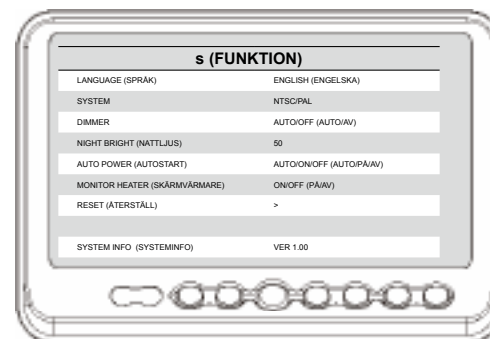 s (FUNKTION)
LANGUAGE (SPRÅK) ENGLISH (ENGELSKA)
SYSTEM NTSC/PAL
DIMMER AUTO/OFF (AUTO/AV)
NIGHT BRIGHT (NATTLJUS) 50
AUTO POWER (AUTOSTART) AUTO/ON/OFF (AUTO/PÅ/AV)
MONITOR HEATER (SKÄRMVÄRMARE) ON/OFF (PÅ/AV)
RESET (ÅTERSTÄLL) >
SYSTEM INFO (SYSTEMINFO) VER 1.00